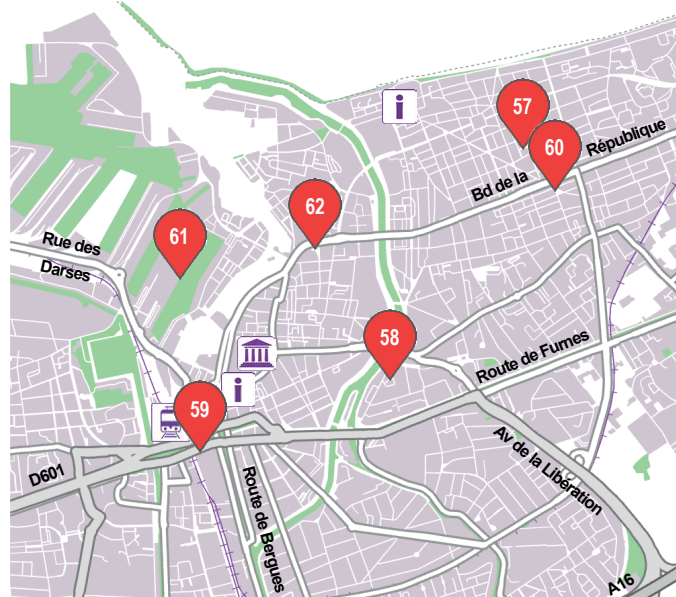 57
60
Bd de la République
62
61
Rue des
Darses
58
Route de Furnes
59
D601
Route de Bergues
Av de la Libération
A16